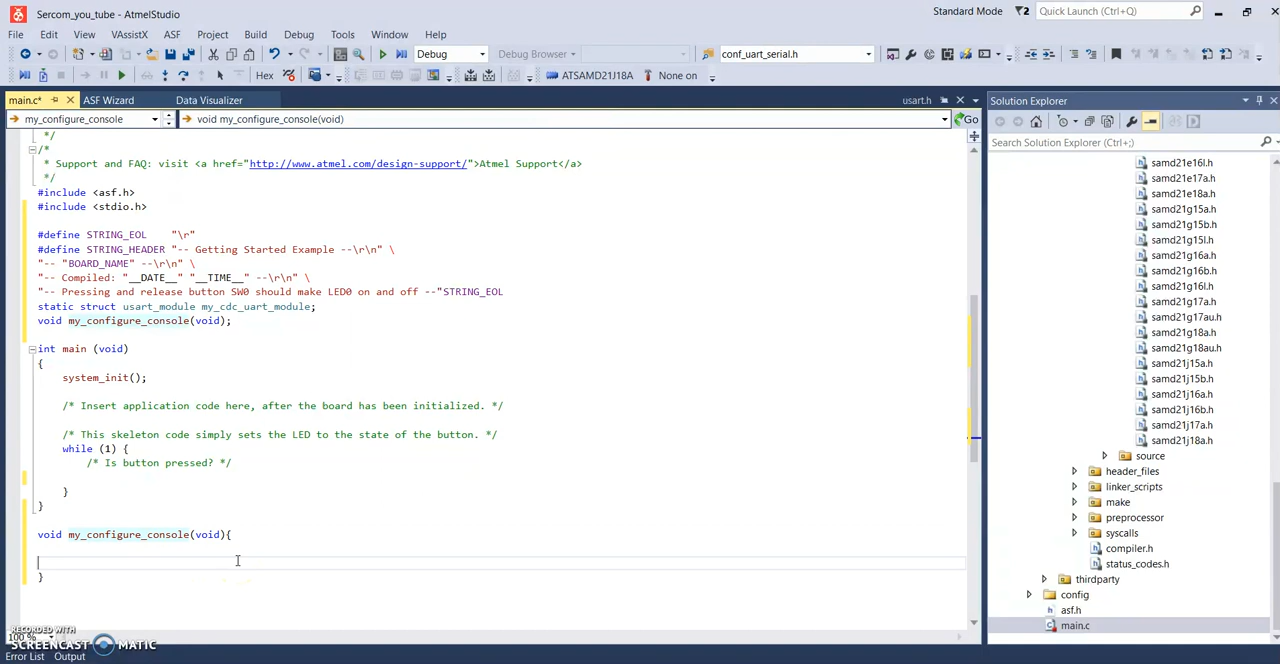 Sercom_you_tube - AtmelStudio
Standard Mode
2
Quick Launch (Ctrl+Q)
File Edit View VAssistX ASF Project Build Debug Tools Window Help
Debug
Debug Browser
conf_uart_serial.h
Hex
ATSAMD21J18A
None on
main.c*
ASF Wizard
Data Visualizer
usart.h
Solution Explorer
my_configure_console
void my_configure_console(void)
Go
Search Solution Explorer (Ctrl+;)
*/
/*
* Support and FAQ: visit <a href="http://www.atmel.com/design-support/">Atmel Support</a>
*/
#include <asf.h>
#include <stdio.h>
#define STRING_EOL    "\r"
#define STRING_HEADER "-- Getting Started Example --\r\n" \
"-- "BOARD_NAME" --\r\n" \
"-- Compiled: "__DATE__" "__TIME__" --\r\n" \
"-- Pressing and release button SW0 should make LED0 on and off --"STRING_EOL
static struct usart_module my_cdc_uart_module;
void my_configure_console(void);
int main (void)
{
system_init();
/* Insert application code here, after the board has been initialized. */
/* This skeleton code simply sets the LED to the state of the button. */
while (1) {
/* Is button pressed? */
}
}
void my_configure_console(void){
}
samd21e16l.h
samd21e17a.h
samd21e18a.h
samd21g15a.h
samd21g15b.h
samd21g15l.h
samd21g16a.h
samd21g16b.h
samd21g16l.h
samd21g17a.h
samd21g17au.h
samd21g18a.h
samd21g18au.h
samd21j15a.h
samd21j15b.h
samd21j16a.h
samd21j16b.h
samd21j17a.h
samd21j18a.h
source
header_files
linker_scripts
make
preprocessor
syscalls
compiler.h
status_codes.h
thirdparty
config
asf.h
main.c
100 %
RECORDED WITH
SCREENCAST MATIC
Error List Output